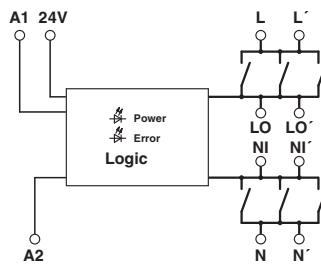 A1 24V L L´
Power
Error
Logic
LO LO´
NI NI´
A2
N N´